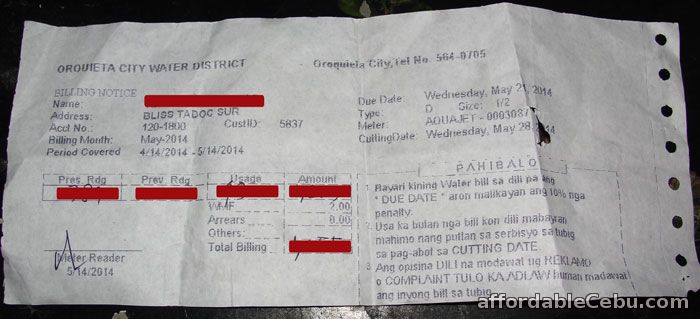 OROQUIETA CITY WATER DISTRICT
Oroquieta City, Tel No. 564-0705
BILLING NOTICE
Name:
Address: BLISS TADOC SUR
Acct No.: 120-1800 CustID: 5837
Billing Month: May-2014
Period Covered 4/14/2014 -5/14/2014
Due Date: Wednesday, May 21, 2014
Type: D Size: 1/2
Meter: AQUAJET - 0003087
CuttingDate: Wednesday, May 28, 2014
Pres. Rdg Prev. Rdg Usage Amount
WMF 2.00
Arrears 0.00
Others:
Total Billing
Meter Reader
5/14/2014
PAHIBALO
1. Bayari kining Water bill sa dili pa ang
" DUE DATE " aron malikayan ang 10% nga
penalty.
2. Usa ka bulan nga bill kon dili mabayran
mahimo nang putlan sa serbisyo sa tubig
sa pag-abot sa CUTTING DATE.
3. Ang opisina DILI na modawat ug REKLAMO
o COMPLAINT TULO KA ADLAW human madawat
ang inyong bill sa tubig.
affordableCebu.com